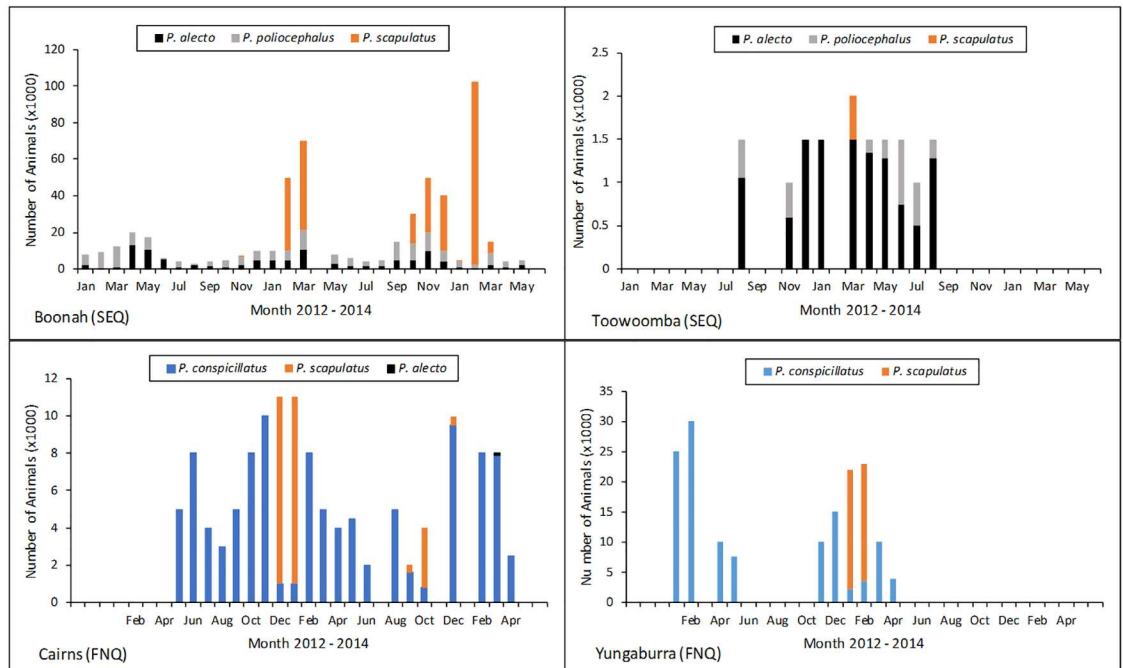 P. alecto P. poliocephalus P. scapulatus
Number of Animals (x1000)
120
100
80
60
40
20
0
Jan Mar May Jul Sep Nov Jan Mar May Jul Sep Nov Jan Mar May
Month 2012 - 2014
Boonah (SEQ)
P. alecto P. poliocephalus P. scapulatus
Number of Animals (x1000)
2.5
2
1.5
1
0.5
0
Jan Mar May Jul Sep Nov Jan Mar May Jul Sep Nov Jan Mar May
Month 2012 - 2014
Toowoomba (SEQ)
P. conspicillatus P. scapulatus P. alecto
Number of Animals (x1000)
12
10
8
6
4
2
0
Feb Apr Jun Aug Oct Dec Feb Apr Jun Aug Oct Dec Feb Apr
Month 2012 - 2014
Cairns (FNQ)
P. conspicillatus P. scapulatus
Nu mber of Animals (x1000)
35
30
25
20
15
10
5
0
Feb Apr Jun Aug Oct Dec Feb Apr Jun Aug Oct Dec Feb Apr
Month 2012 - 2014
Yungaburra (FNQ)